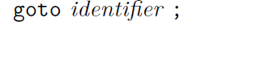 goto identifier ;